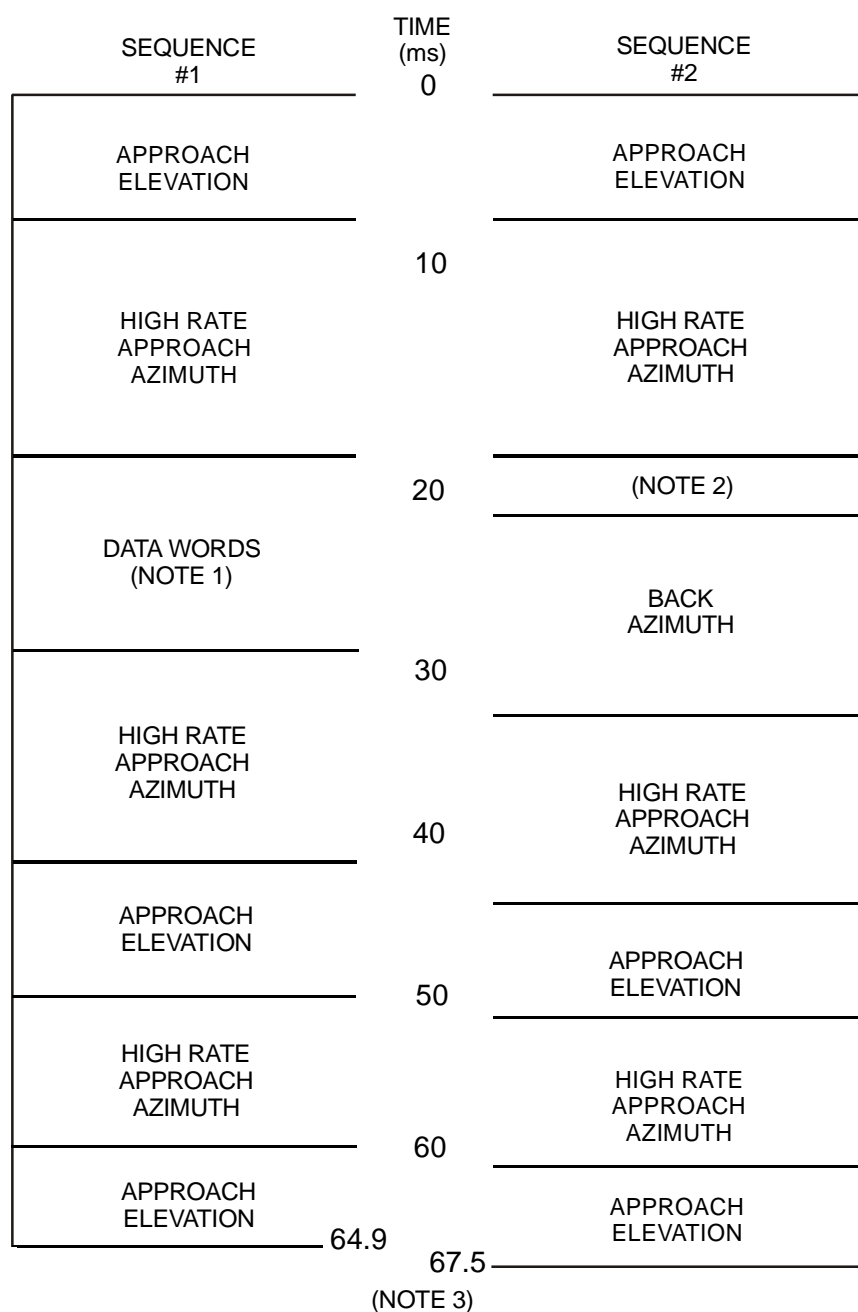 SEQUENCE
#1
TIME
(ms)
0
SEQUENCE
#2
APPROACH
ELEVATION
HIGH RATE
APPROACH
AZIMUTH
DATA WORDS
(NOTE 1)
HIGH RATE
APPROACH
AZIMUTH
APPROACH
ELEVATION
HIGH RATE
APPROACH
AZIMUTH
APPROACH
ELEVATION
10
20
30
40
50
60
64.9
67.5
(NOTE 3)
APPROACH
ELEVATION
HIGH RATE
APPROACH
AZIMUTH
(NOTE 2)
BACK
AZIMUTH
HIGH RATE
APPROACH
AZIMUTH
APPROACH
ELEVATION
HIGH RATE
APPROACH
AZIMUTH
APPROACH
ELEVATION